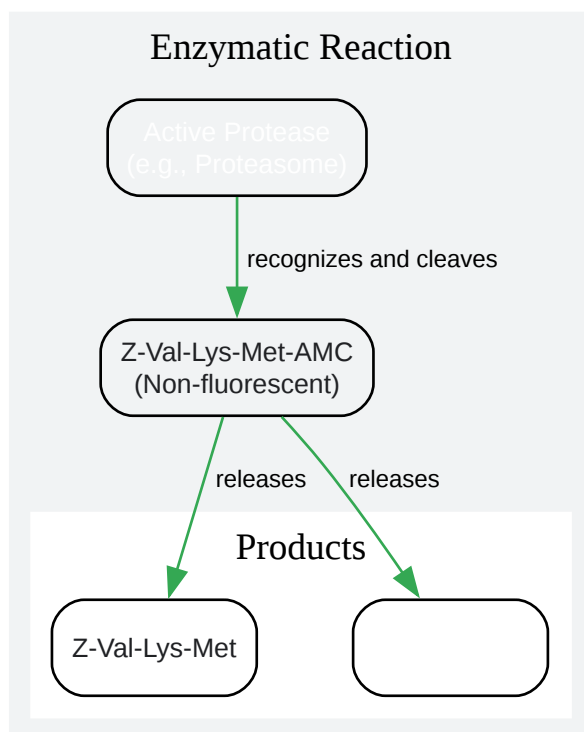 Enzymatic Reaction
Active Protease
(e.g., Proteasome)
recognizes and cleaves
Z-Val-Lys-Met-AMC
(Non-fluorescent)
releases
releases
Products
Z-Val-Lys-Met